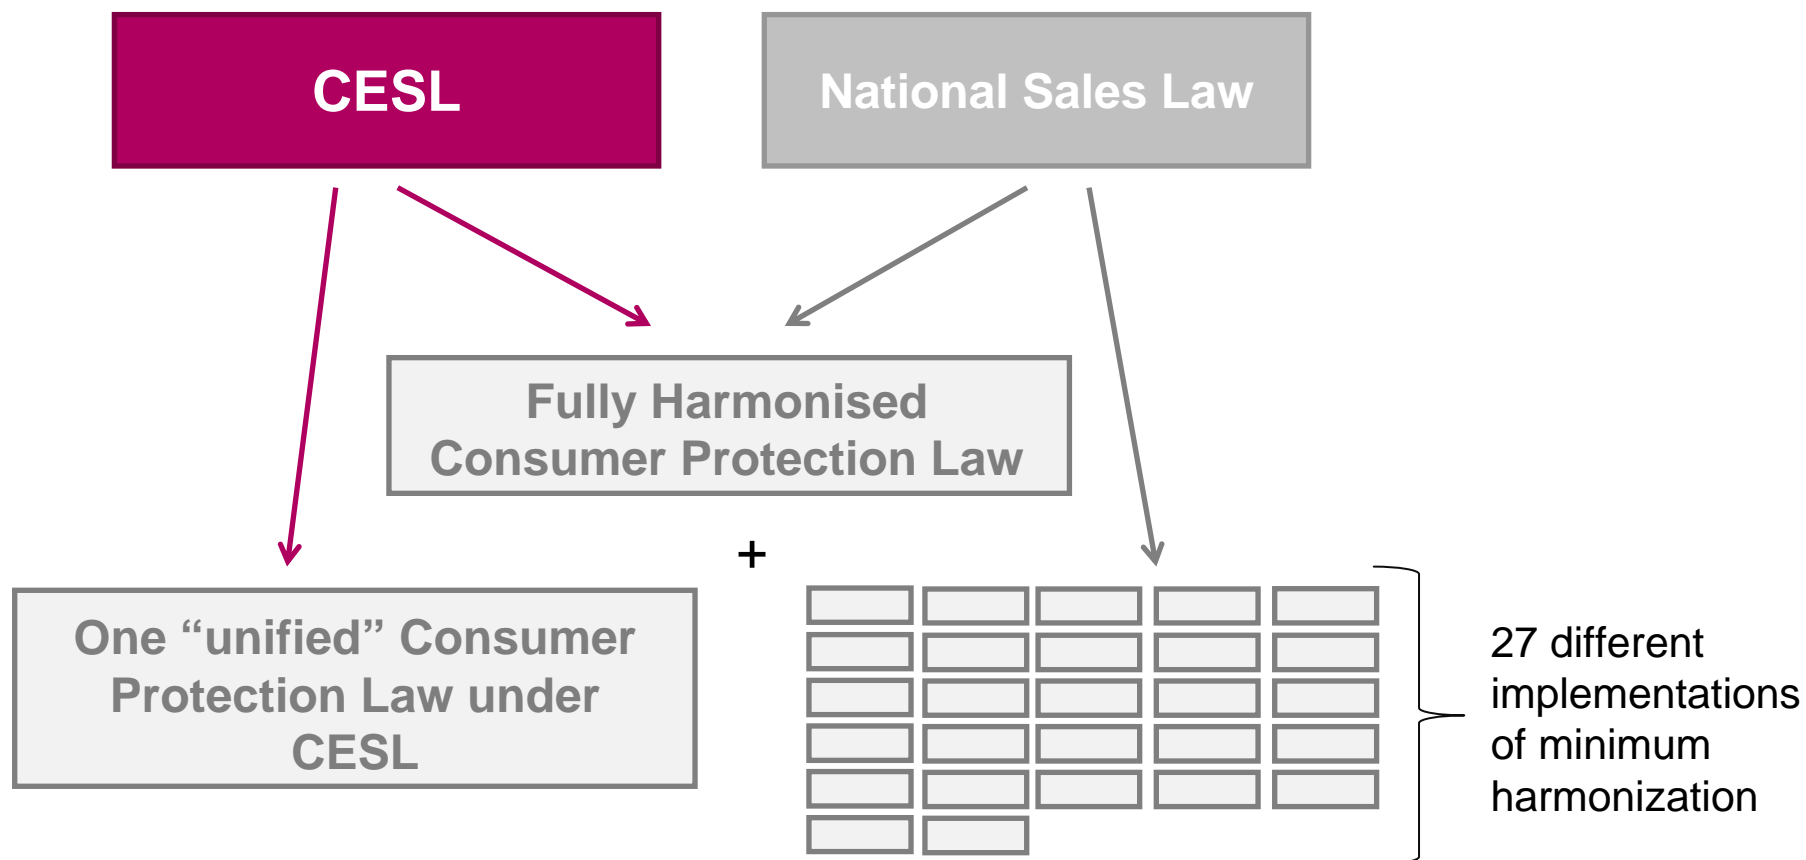 CESL
National Sales Law
Fully Harmonised
Consumer Protection Law
+
One “unified” Consumer
Protection Law under
CESL
27 different
implementations
of minimum
harmonization